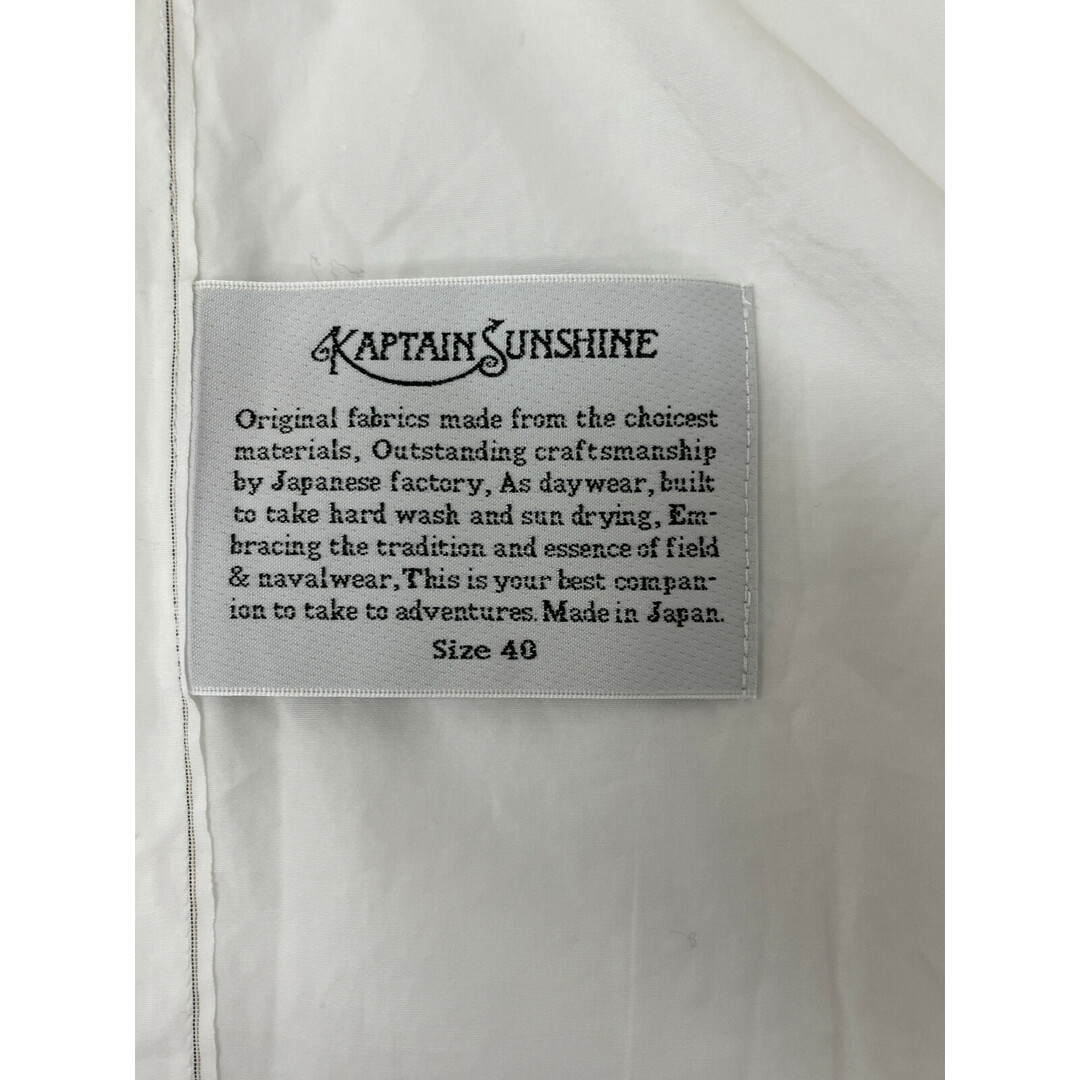 KAPTAIN SUNSHINE
Original fabrics made from the choicest
materials, Outstanding craftsmanship
by Japanese factory, As daywear, built
to take hard wash and sun drying, Em-
bracing the tradition and essence of field
& navalwear, This is your best compan-
ion to take to adventures. Made in Japan.
Size 40